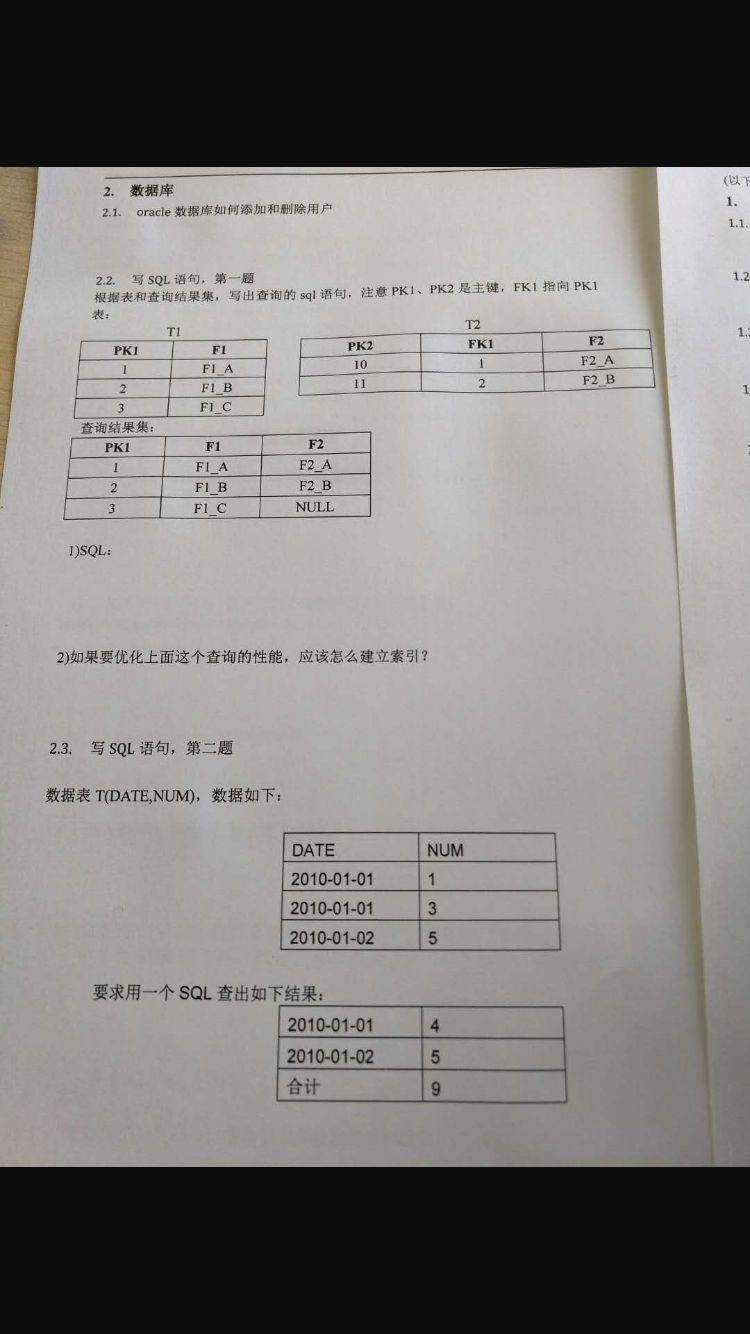 2. 数据库
2.1. oracle 数据库如何添加和删除用户
2.2. 写 SQL 语句，第一题
根据表和查询结果集，写出查询的 sql 语句，注意 PK1、PK2 是主键，FK1 指向 PK1
表：
T1
PK1 F1
1 F1_A
2 F1_B
3 F1_C
T2
PK2 FK1 F2
10 1 F2_A
11 2 F2_B
查询结果集：
PK1 F1 F2
1 F1_A F2_A
2 F1_B F2_B
3 F1_C NULL
1)SQL：
2)如果要优化上面这个查询的性能，应该怎么建立索引？
2.3. 写 SQL 语句，第二题
数据表 T(DATE,NUM)，数据如下：
DATE NUM
2010-01-01 1
2010-01-01 3
2010-01-02 5
要求用一个 SQL 查出如下结果：
2010-01-01 4
2010-01-02 5
合计 9
(以下
1.
1.1.
1.2